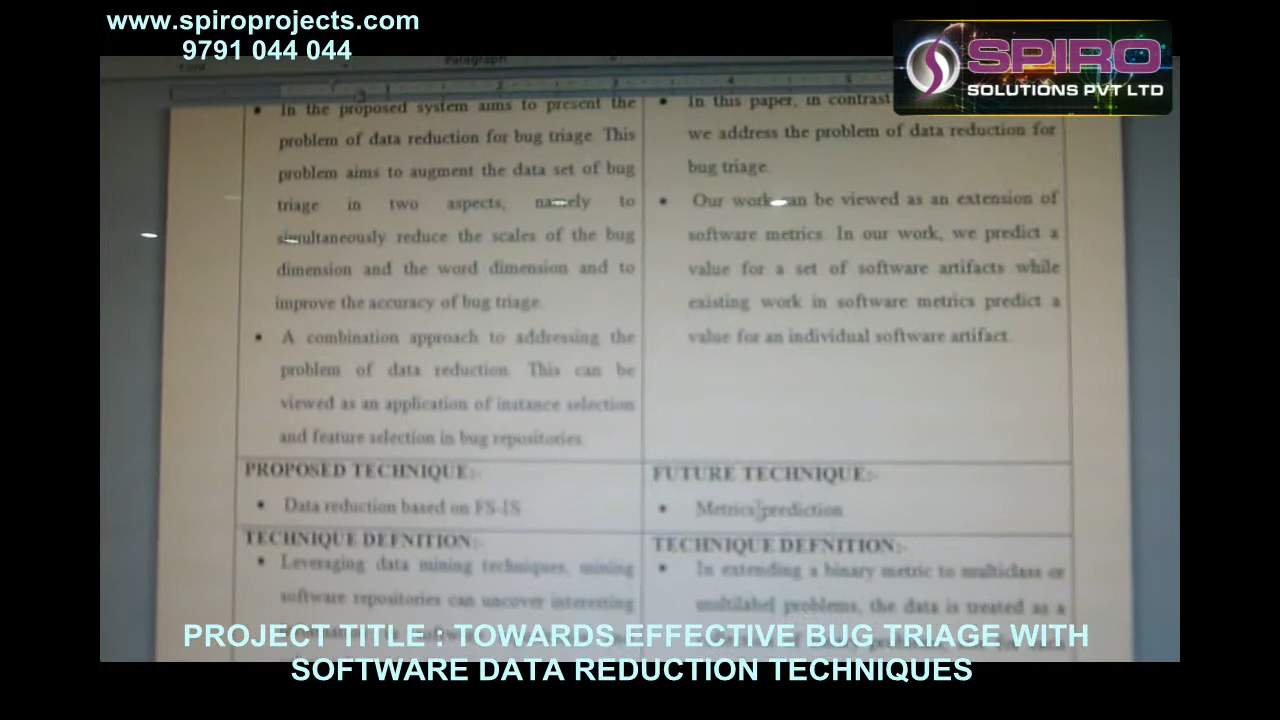 www.spiroprojects.com
9791 044 044
SPIRO
SOLUTIONS PVT LTD
Paragraph
In the proposed system aims to present the
problem of data reduction for bug triage. This
problem aims to augment the data set of bug
triage in two aspects, namely to
simultaneously reduce the scales of the bug
dimension and the word dimension and to
improve the accuracy of bug triage.
A combination approach to addressing the
problem of data reduction. This can be
viewed as an application of instance selection
and feature selection in bug repositories.
In this paper, in contrast
we address the problem of data reduction for
bug triage.
Our work can be viewed as an extension of
software metrics. In our work, we predict a
value for a set of software artifacts while
existing work in software metrics predict a
value for an individual software artifact.
PROPOSED TECHNIQUE:-
Data reduction based on FS-IS
FUTURE TECHNIQUE:-
Metrics prediction
TECHNIQUE DEFNITION:-
Leveraging data mining techniques, mining
software repositories can uncover interesting
TECHNIQUE DEFNITION:-
In extending a binary metric to multiclass or
multilabel problems, the data is treated as a
PROJECT TITLE : TOWARDS EFFECTIVE BUG TRIAGE WITH
SOFTWARE DATA REDUCTION TECHNIQUES